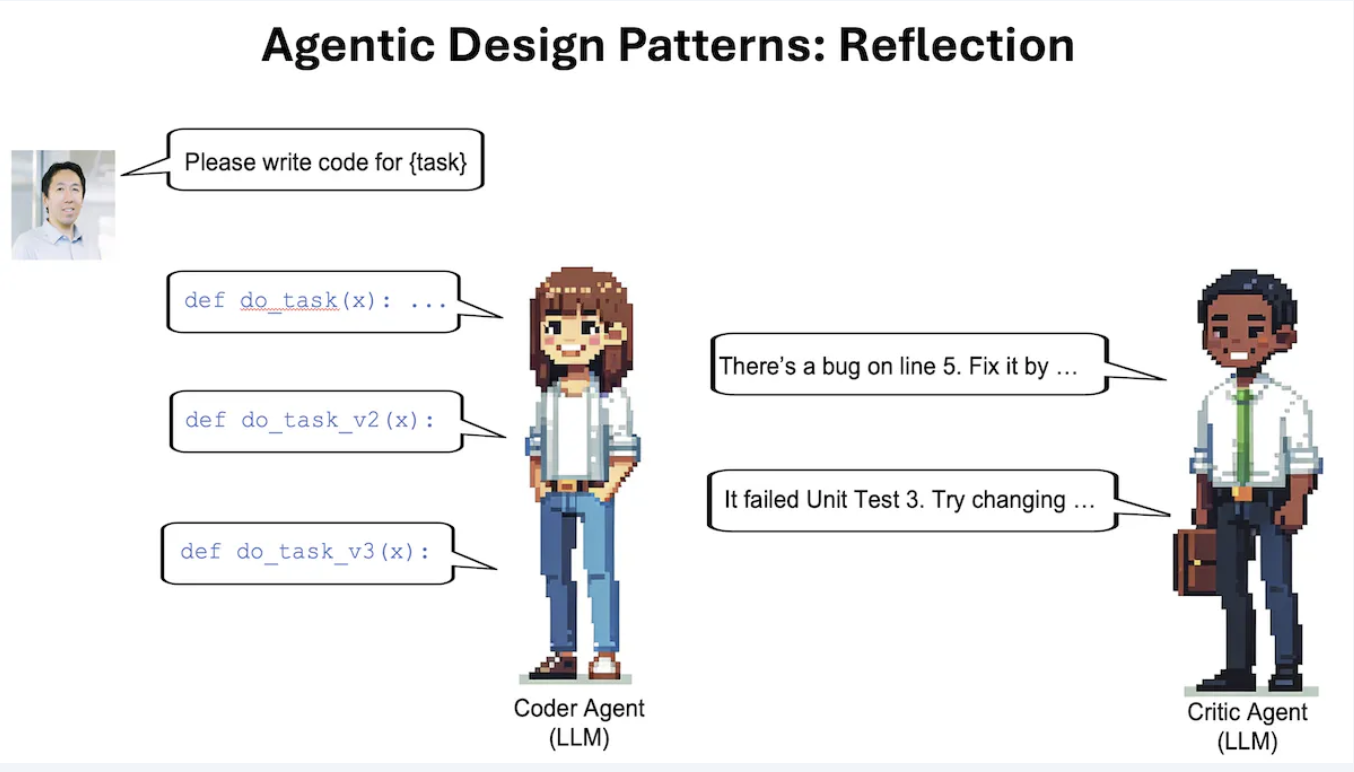 Agentic Design Patterns: Reflection
Please write code for {task}
def do_task(x): ...
There’s a bug on line 5. Fix it by …
def do_task_v2(x):
It failed Unit Test 3. Try changing …
def do_task_v3(x):
Coder Agent
(LLM)
Critic Agent
(LLM)